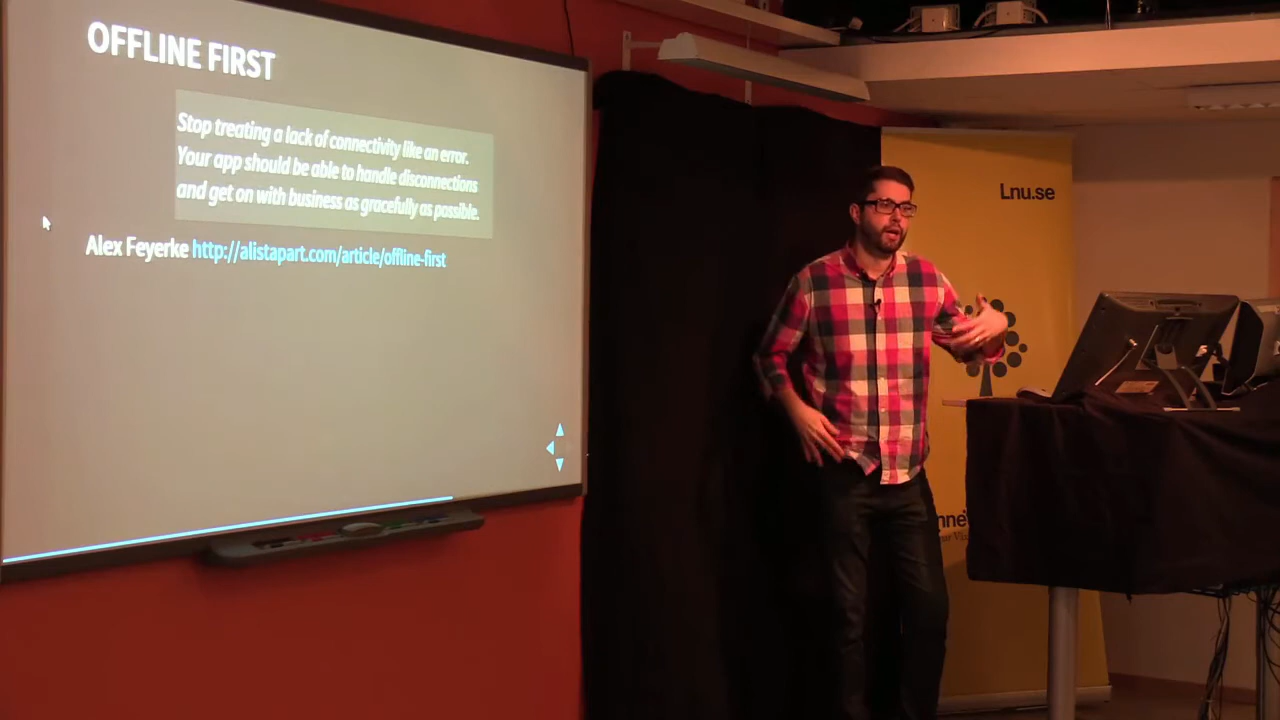 OFFLINE FIRST
Stop treating a lack of connectivity like an error.
Your app should be able to handle disconnections
and get on with business as gracefully as possible.
Alex Feyerke http://alistapart.com/article/offline-first
Lnu.se